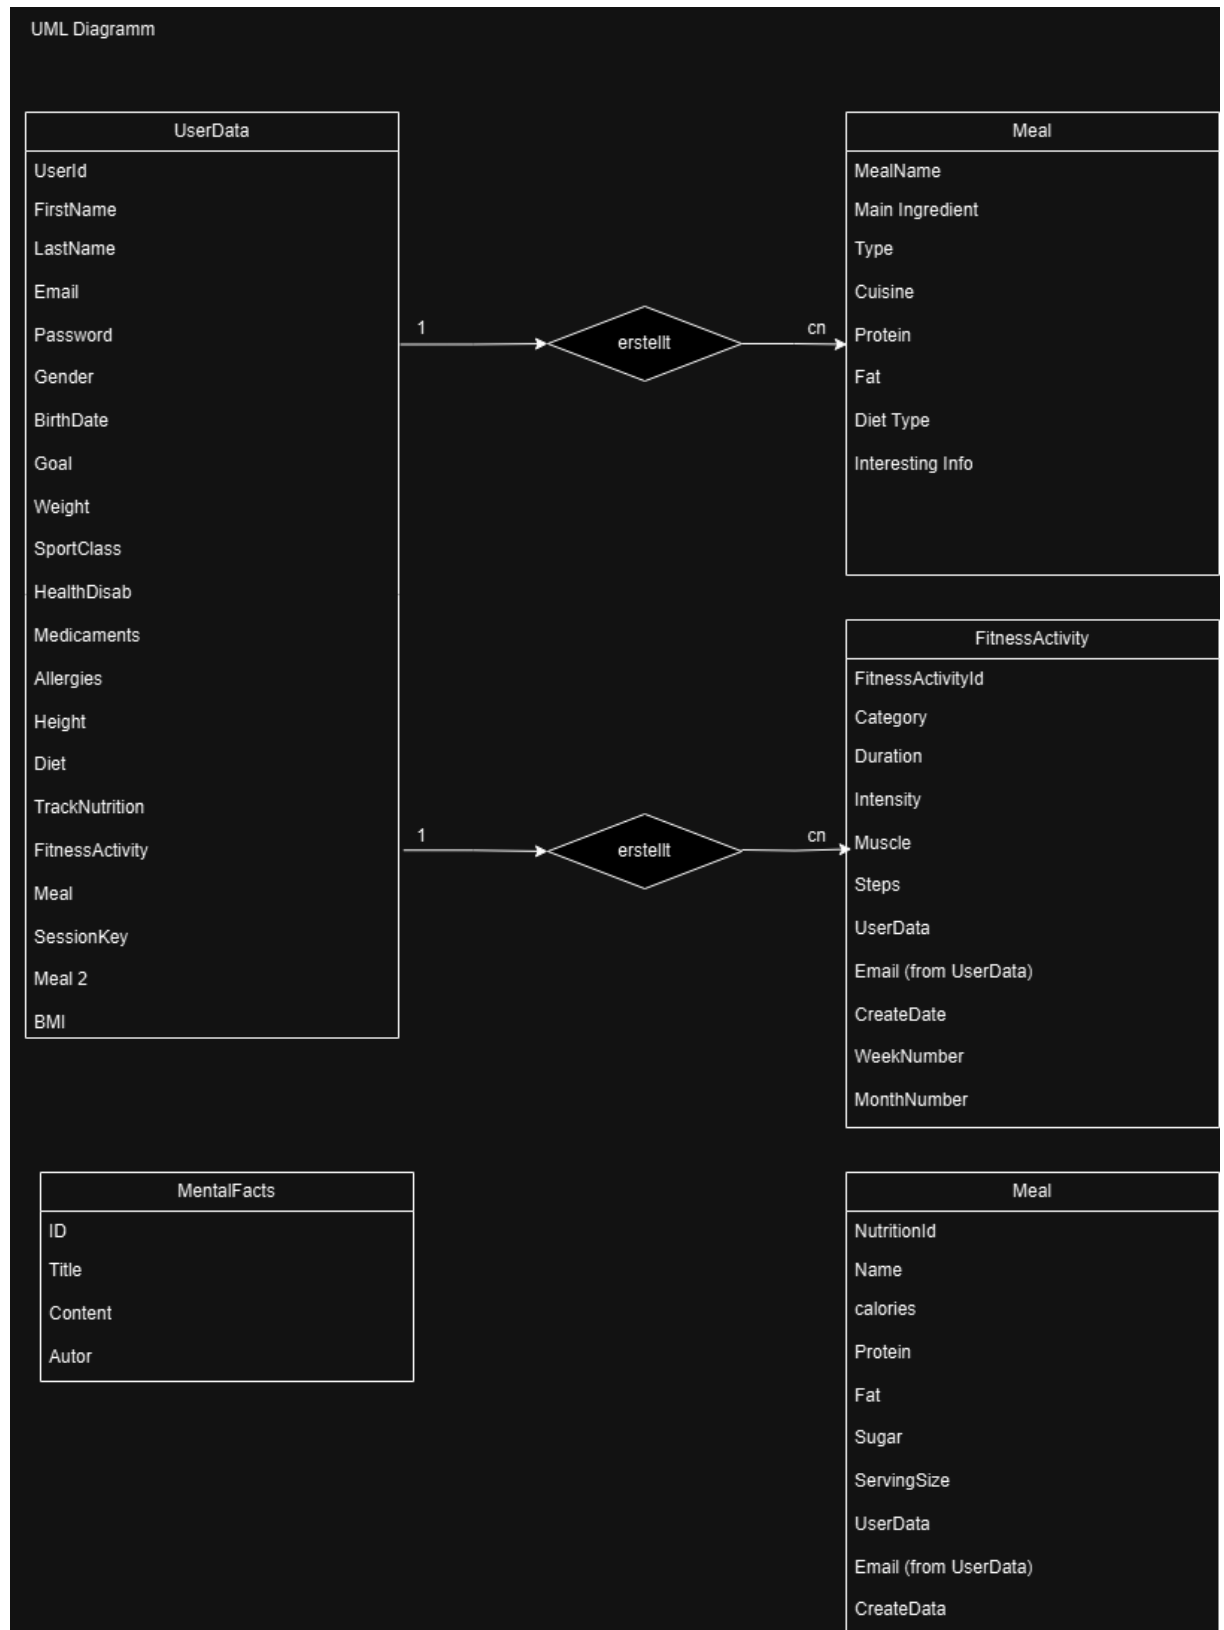 UML Diagramm
UserData
UserId
FirstName
LastName
Email
Password
Gender
BirthDate
Goal
Weight
SportClass
HealthDisab
Medicaments
Allergies
Height
Diet
TrackNutrition
FitnessActivity
Meal
SessionKey
Meal 2
BMI
1
erstellt
cn
1
erstellt
cn
Meal
MealName
Main Ingredient
Type
Cuisine
Protein
Fat
Diet Type
Interesting Info
FitnessActivity
FitnessActivityId
Category
Duration
Intensity
Muscle
Steps
UserData
Email (from UserData)
CreateDate
WeekNumber
MonthNumber
MentalFacts
ID
Title
Content
Autor
Meal
NutritionId
Name
calories
Protein
Fat
Sugar
ServingSize
UserData
Email (from UserData)
CreateData